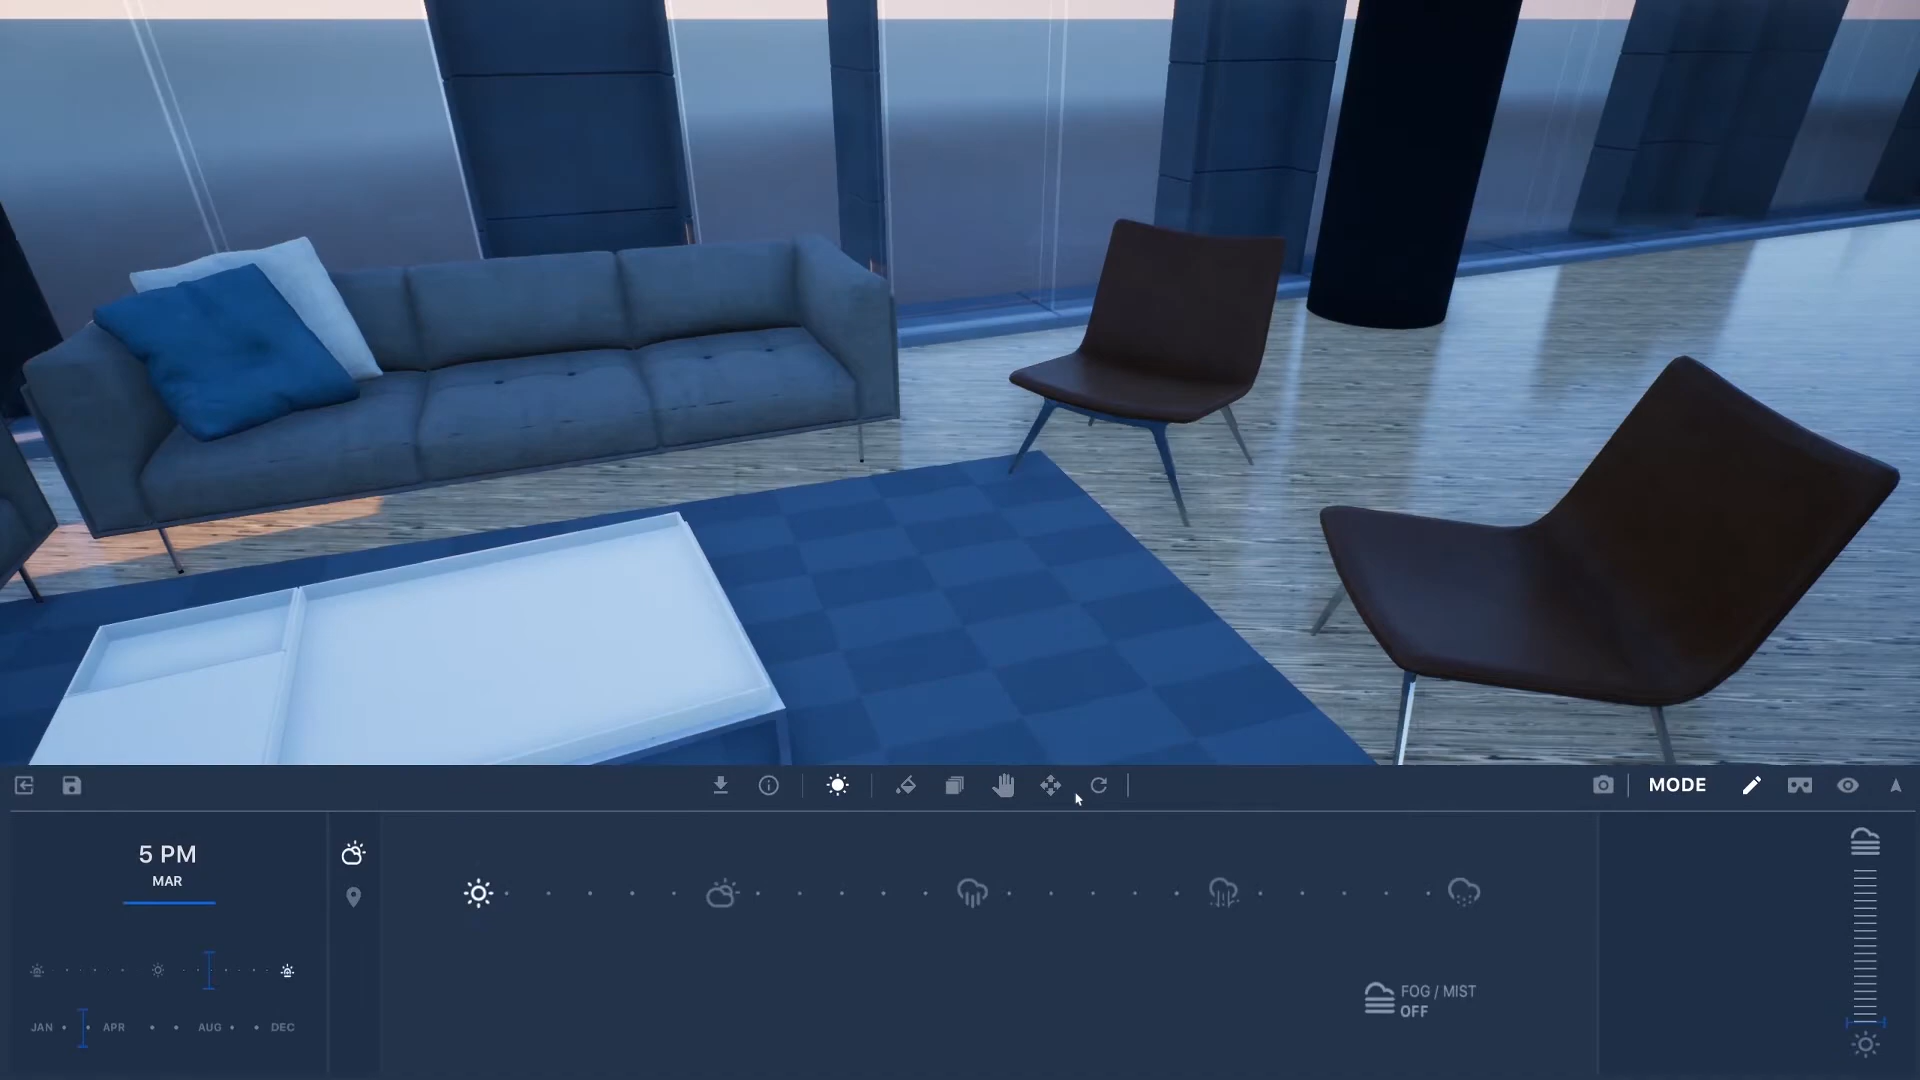 MODE
5 PM
MAR
JAN APR AUG DEC
FOG / MIST
OFF